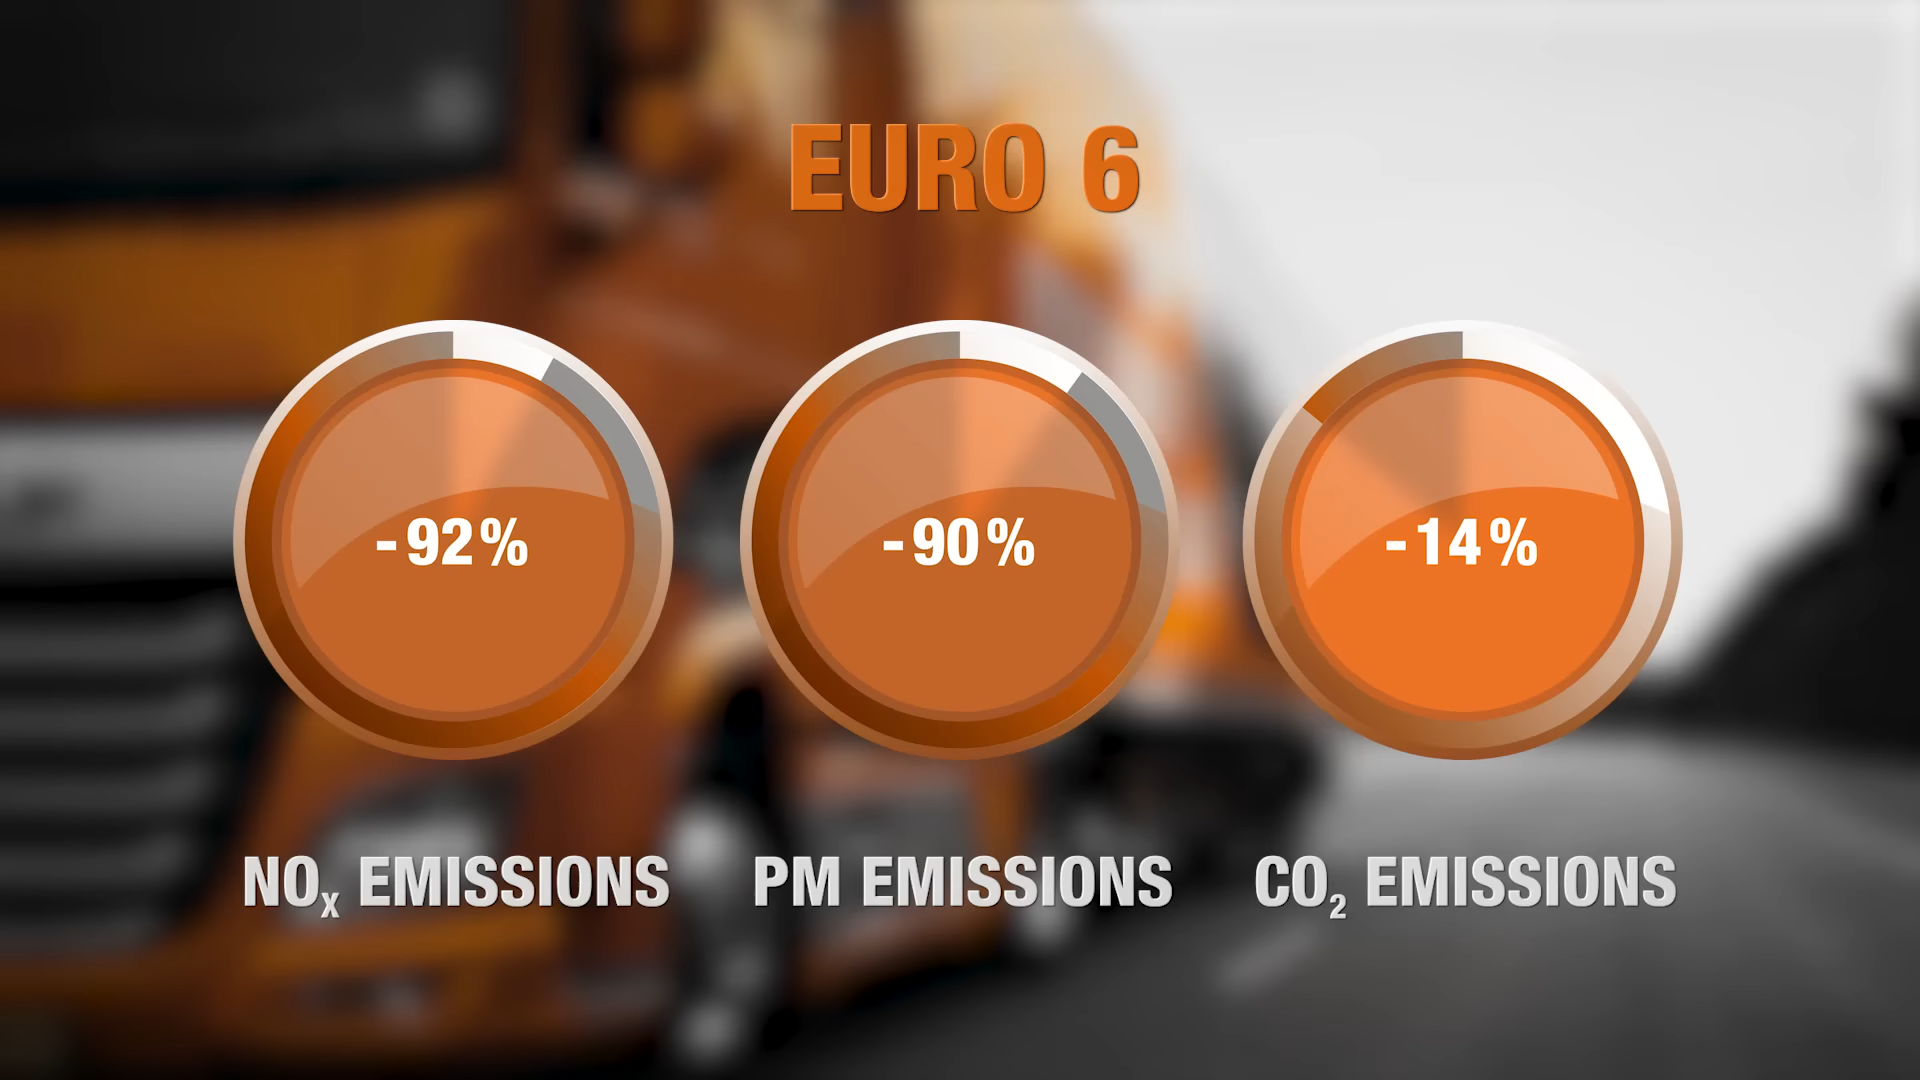 EURO 6
-92%
-90%
-14%
NOx EMISSIONS
PM EMISSIONS
CO2 EMISSIONS